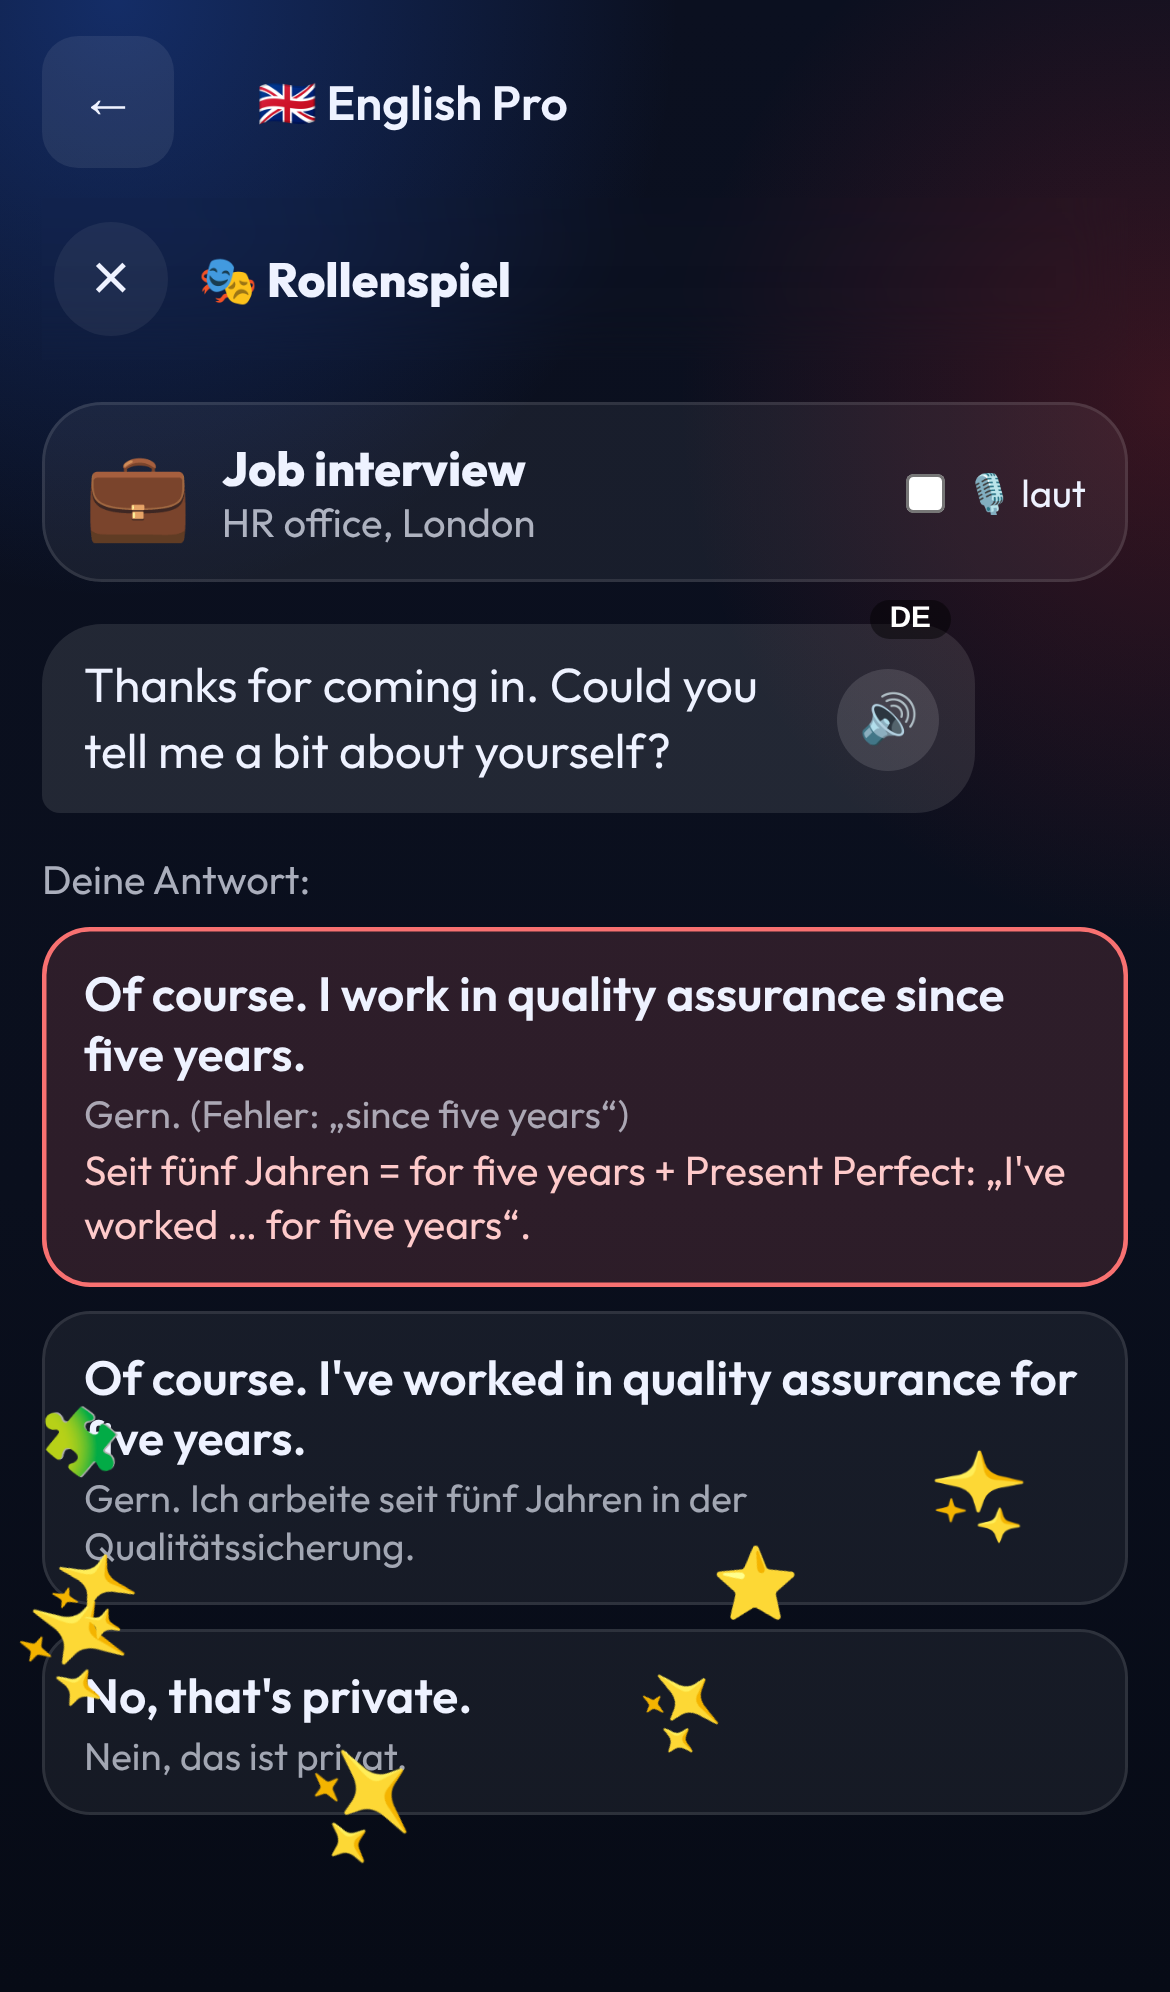 English Pro
Rollenspiel
Job interview
HR office, London
laut
DE
Thanks for coming in. Could you
tell me a bit about yourself?
Deine Antwort:
Of course. I work in quality assurance since
five years.
Gern. (Fehler: „since five years“)
Seit fünf Jahren = for five years + Present Perfect: „I've
worked ... for five years“.
Of course. I've worked in quality assurance for
five years.
Gern. Ich arbeite seit fünf Jahren in der
Qualitätssicherung.
No, that's private.
Nein, das ist privat.